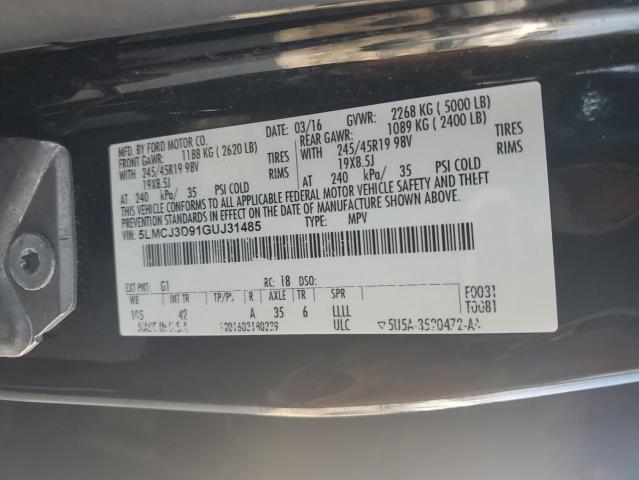 MFD. BY FORD MOTOR CO.
DATE: 03/16 GVWR: 2268 KG ( 5000 LB)
FRONT GAWR: 1188 KG ( 2620 LB) REAR GAWR: 1089 KG ( 2400 LB)
WITH 245/45R19 98V TIRES WITH 245/45R19 98V TIRES
19X8.5J RIMS 19X8.5J RIMS
AT 240 kPa/ 35 PSI COLD AT 240 kPa/ 35 PSI COLD
THIS VEHICLE CONFORMS TO ALL APPLICABLE FEDERAL MOTOR VEHICLE SAFETY AND THEFT
PREVENTION STANDARDS IN EFFECT ON THE DATE OF MANUFACTURE SHOWN ABOVE.
VIN: 5LMCJ3D91GUJ31485 TYPE: MPV
EXT PNT: G1 RC: 18 DSO:
WB INT TR TP/PS R AXLE TR SPR
105 42 A 35 6 LLLL
MADE IN U.S.A. ULC
F0031
T0081